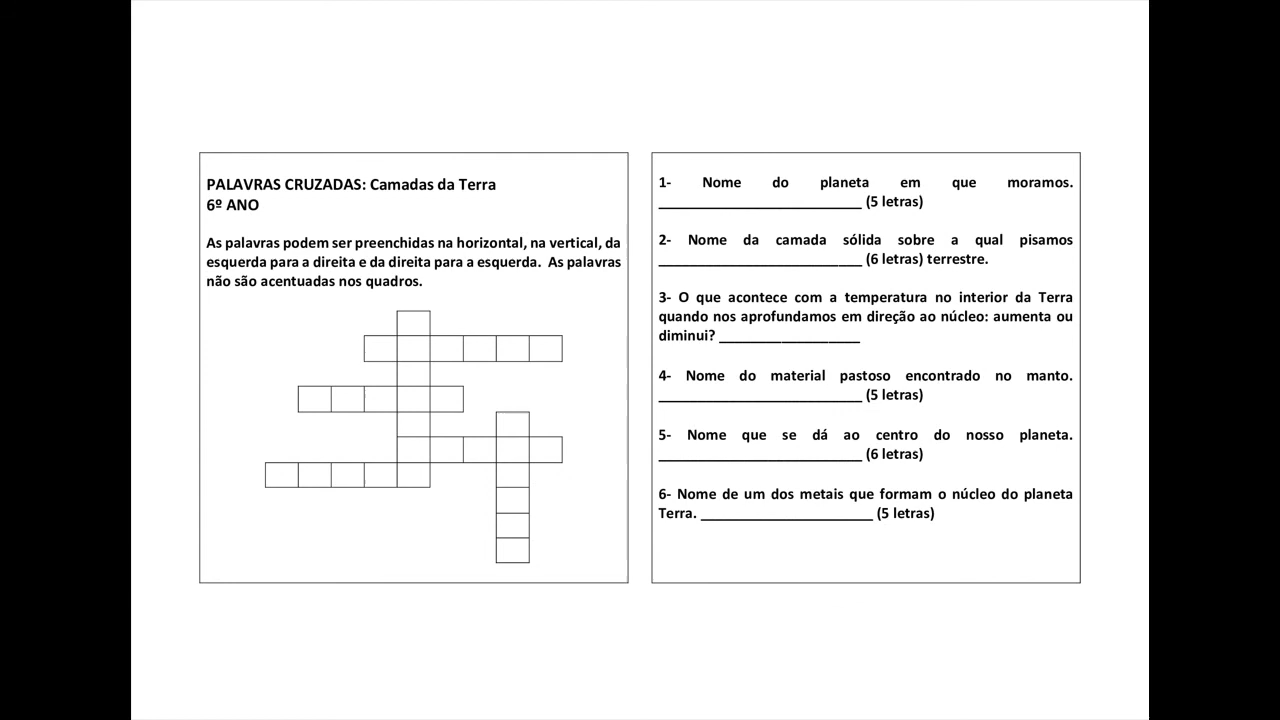 PALAVRAS CRUZADAS: Camadas da Terra
6º ANO
As palavras podem ser preenchidas na horizontal, na vertical, da
esquerda para a direita e da direita para a esquerda. As palavras
não são acentuadas nos quadros.
1- Nome do planeta em que moramos.
__________________________ (5 letras)
2- Nome da camada sólida sobre a qual pisamos
__________________________ (6 letras) terrestre.
3- O que acontece com a temperatura no interior da Terra
quando nos aprofundamos em direção ao núcleo: aumenta ou
diminui? __________________
4- Nome do material pastoso encontrado no manto.
__________________________ (5 letras)
5- Nome que se dá ao centro do nosso planeta.
__________________________ (6 letras)
6- Nome de um dos metais que formam o núcleo do planeta
Terra. ______________________ (5 letras)